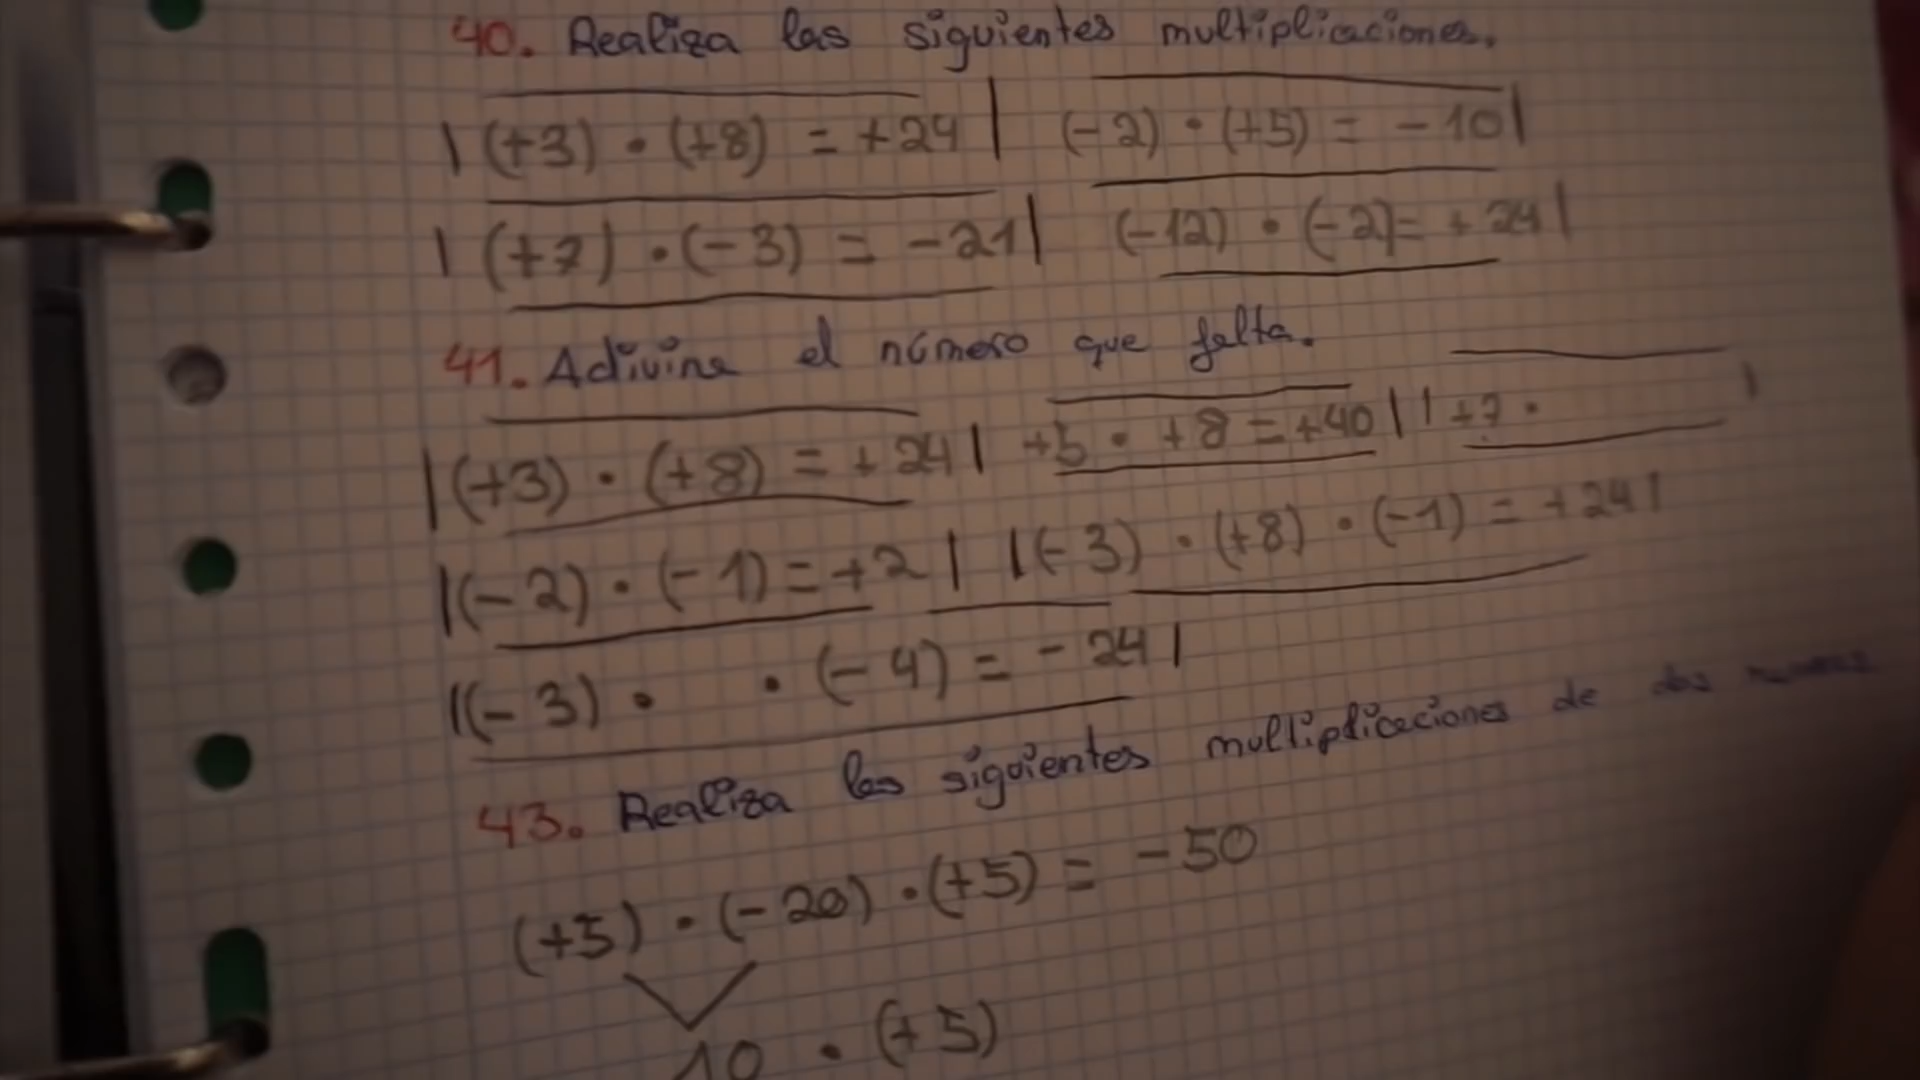 40. Realiza las siguientes multiplicaciones.
(+3) · (+8) = +24 | (-2) · (+5) = -10
(+7) · (-3) = -21 | (-12) · (-2) = +24
41. Adivina el número que falta.
(+3) · (+8) = +24 | +5 · +8 = +40 | +7 ·
(-2) · (-1) = +2 | (-3) · (+8) · (-1) = +24
(-3) · · (-4) = -24
43. Realiza las siguientes multiplicaciones de dos
(+5) · (-20) · (+5) = -50
10 · (+5)